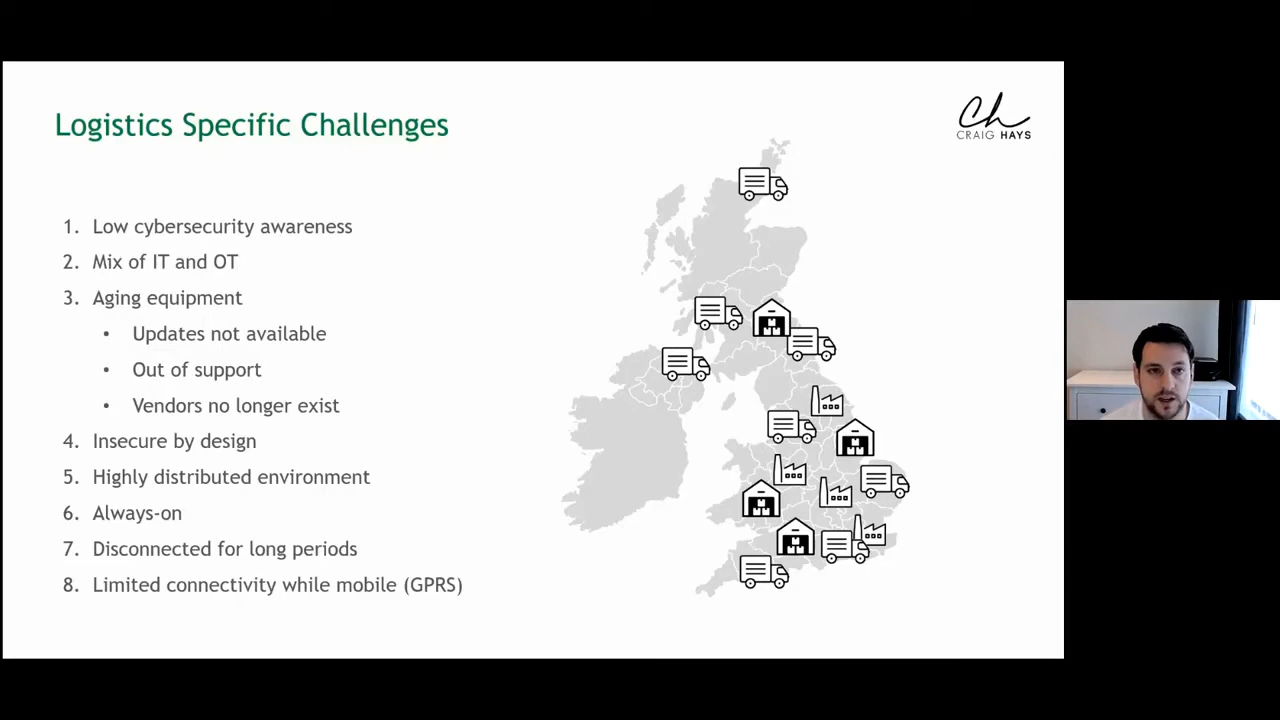 Logistics Specific Challenges
Ch
CRAIG HAYS
1. Low cybersecurity awareness
2. Mix of IT and OT
3. Aging equipment
• Updates not available
• Out of support
• Vendors no longer exist
4. Insecure by design
5. Highly distributed environment
6. Always-on
7. Disconnected for long periods
8. Limited connectivity while mobile (GPRS)